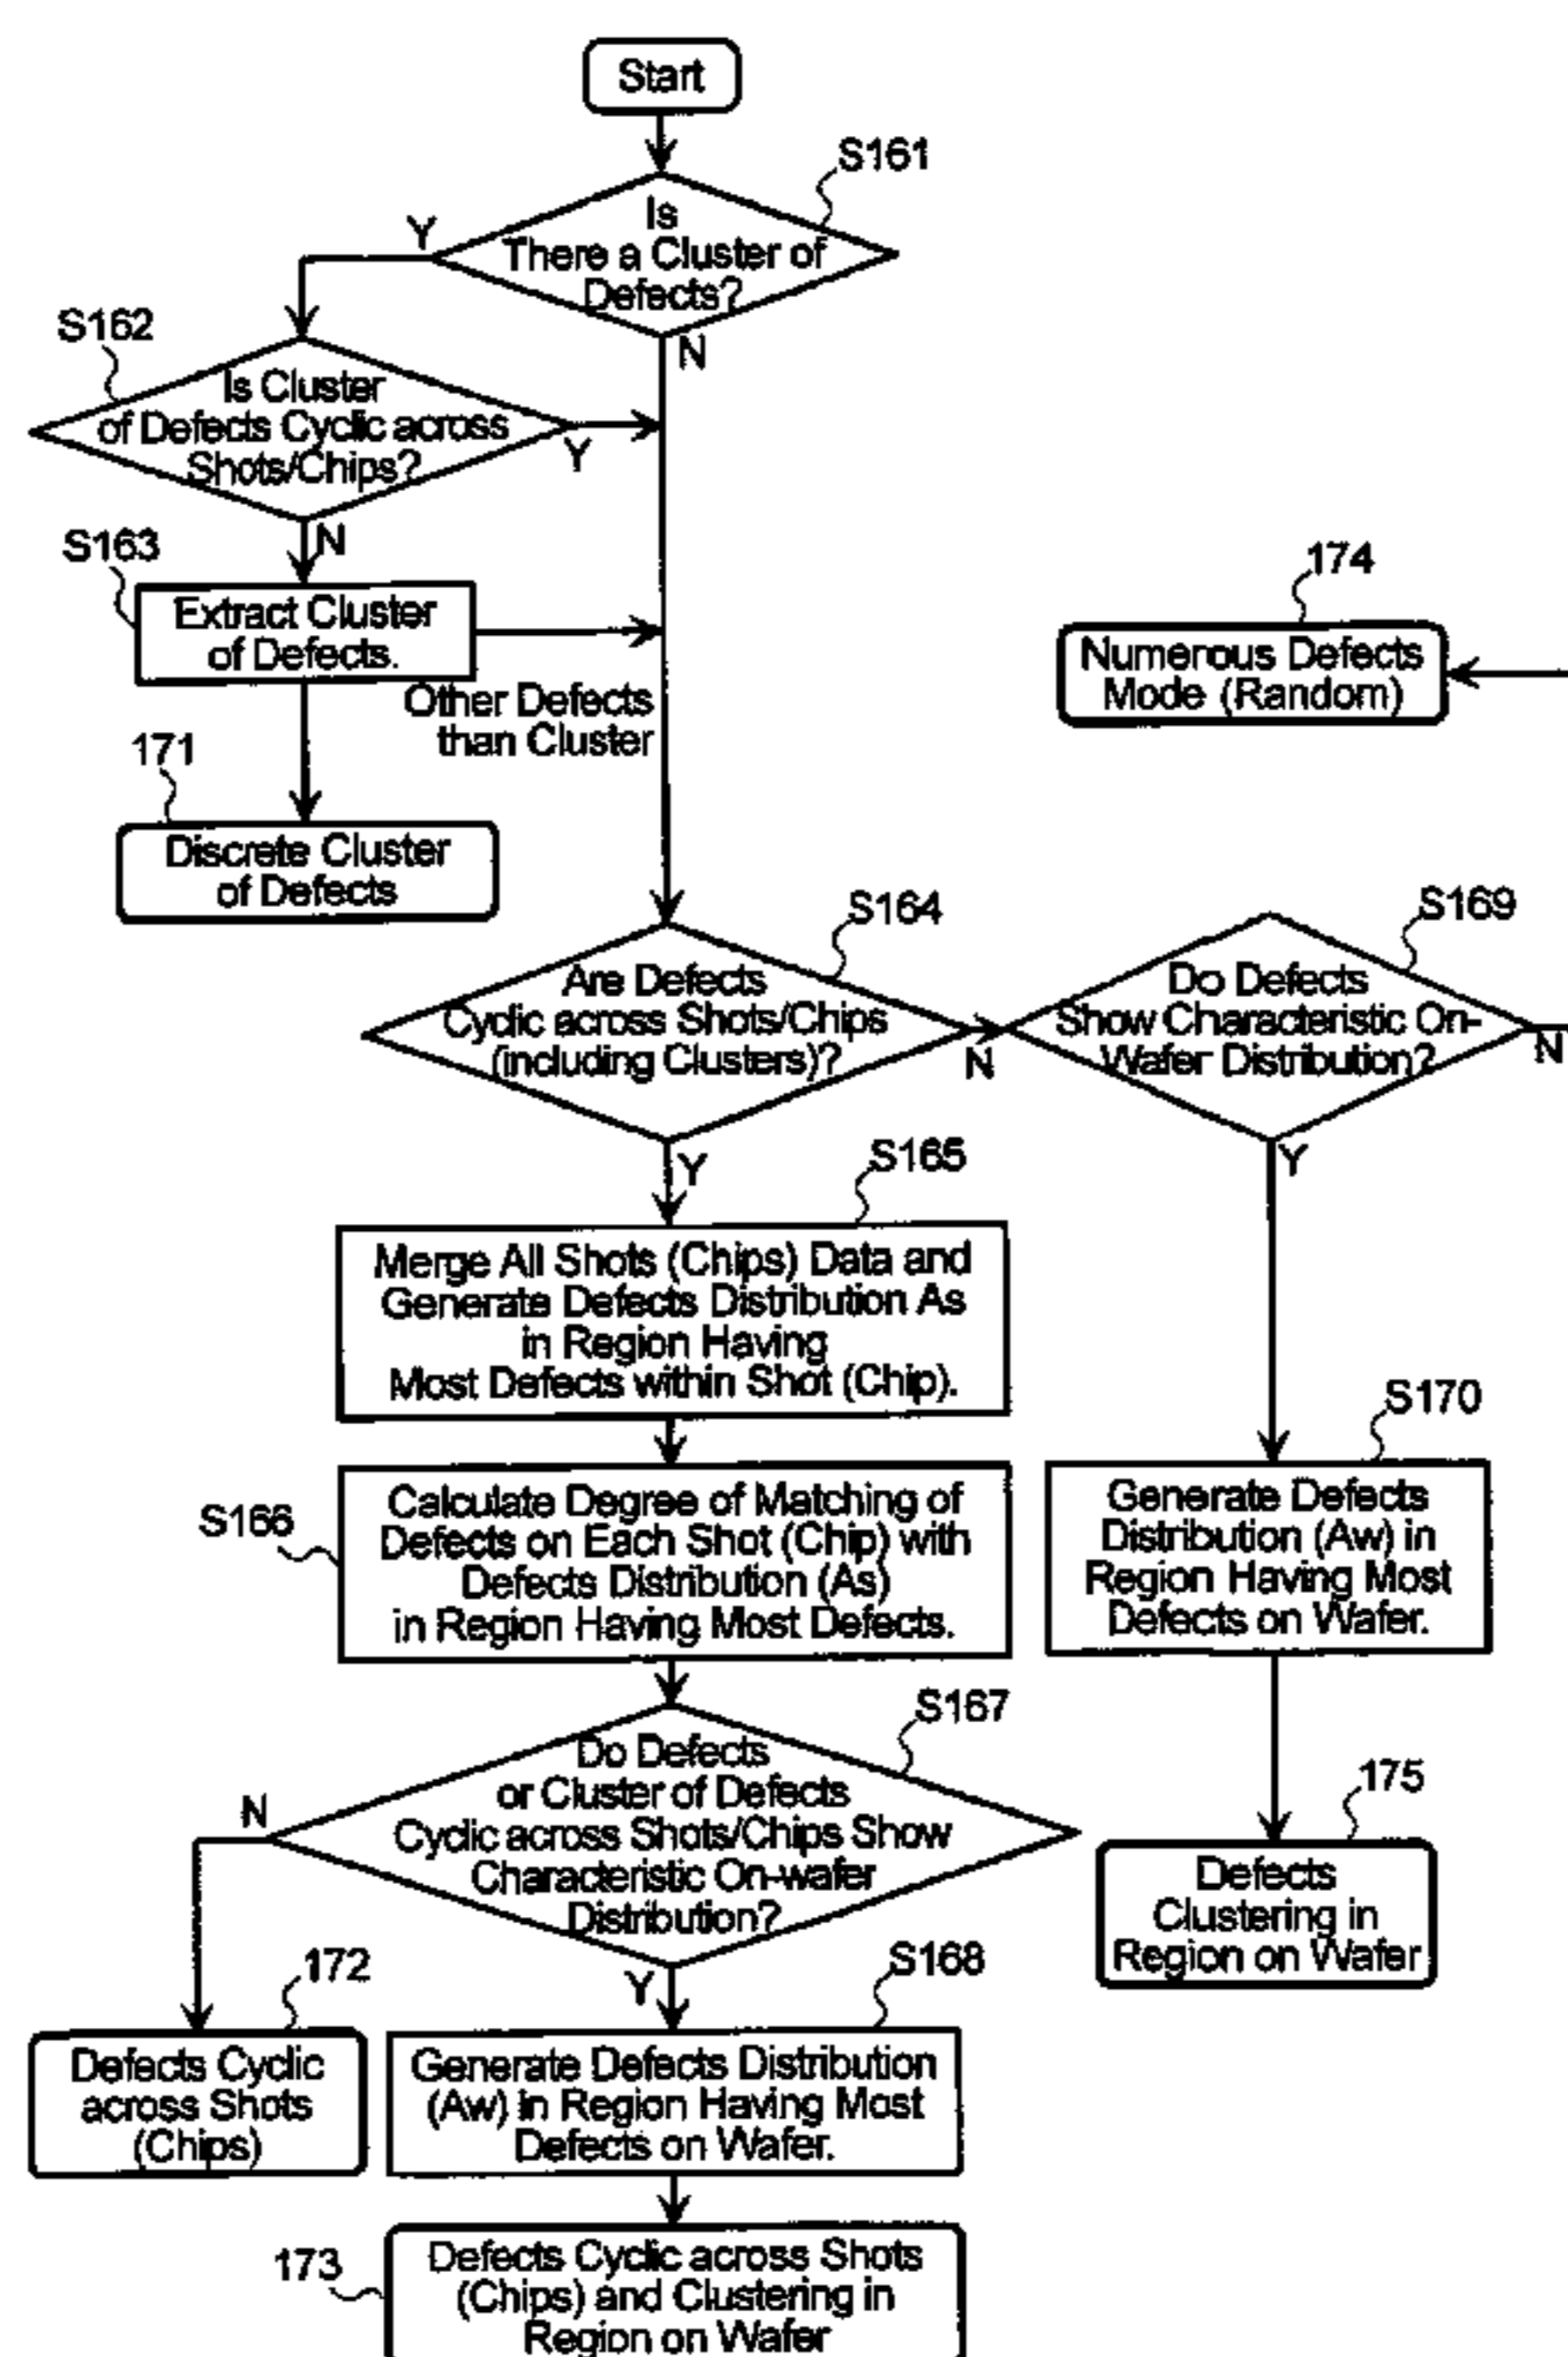 Start
S161
Is
There a Cluster of
Defects?
Y
N
S162
Is Cluster
of Defects Cyclic across
Shots/Chips?
Y
N
S163
Extract Cluster
of Defects.
Other Defects
than Cluster
174
Numerous Defects
Mode (Random)
171
Discrete Cluster
of Defects
S164
Are Defects
Cyclic across Shots/Chips
(including Clusters)?
N
Y
S169
Do Defects
Show Characteristic On-
Wafer Distribution?
N
Y
S165
Merge All Shots (Chips) Data and
Generate Defects Distribution As
in Region Having
Most Defects within Shot (Chip).
S166
Calculate Degree of Matching of
Defects on Each Shot (Chip) with
Defects Distribution (As)
in Region Having Most Defects.
S170
Generate Defects
Distribution (Aw) in
Region Having Most
Defects on Wafer.
S167
Do Defects
or Cluster of Defects
Cyclic across Shots/Chips Show
Characteristic On-wafer
Distribution?
N
Y
175
Defects
Clustering in
Region on Wafer
172
Defects Cyclic
across Shots
(Chips)
S168
Generate Defects Distribution
(Aw) in Region Having Most
Defects on Wafer.
173
Defects Cyclic across Shots
(Chips) and Clustering in
Region on Wafer